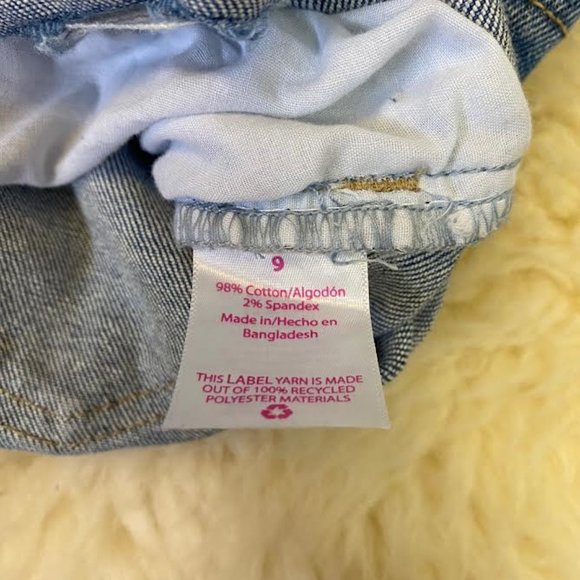 9
98% Cotton/Algodón
2% Spandex
Made in/Hecho en
Bangladesh
THIS LABEL YARN IS MADE
OUT OF 100% RECYCLED
POLYESTER MATERIALS